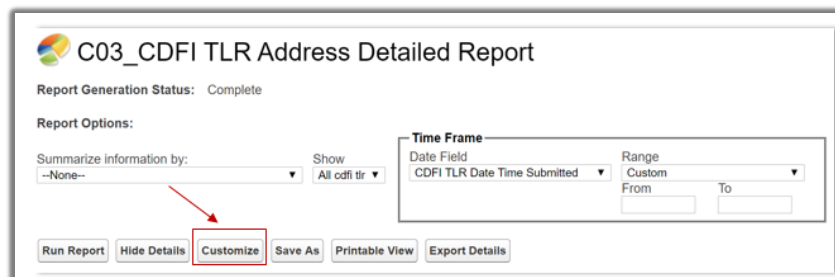 C03_CDFI TLR Address Detailed Report
Report Generation Status: Complete
Report Options:
Time Frame
Summarize information by: Show Date Field Range
--None-- All cdfi tlr CDFI TLR Date Time Submitted Custom
From To
Run Report Hide Details Customize Save As Printable View Export Details